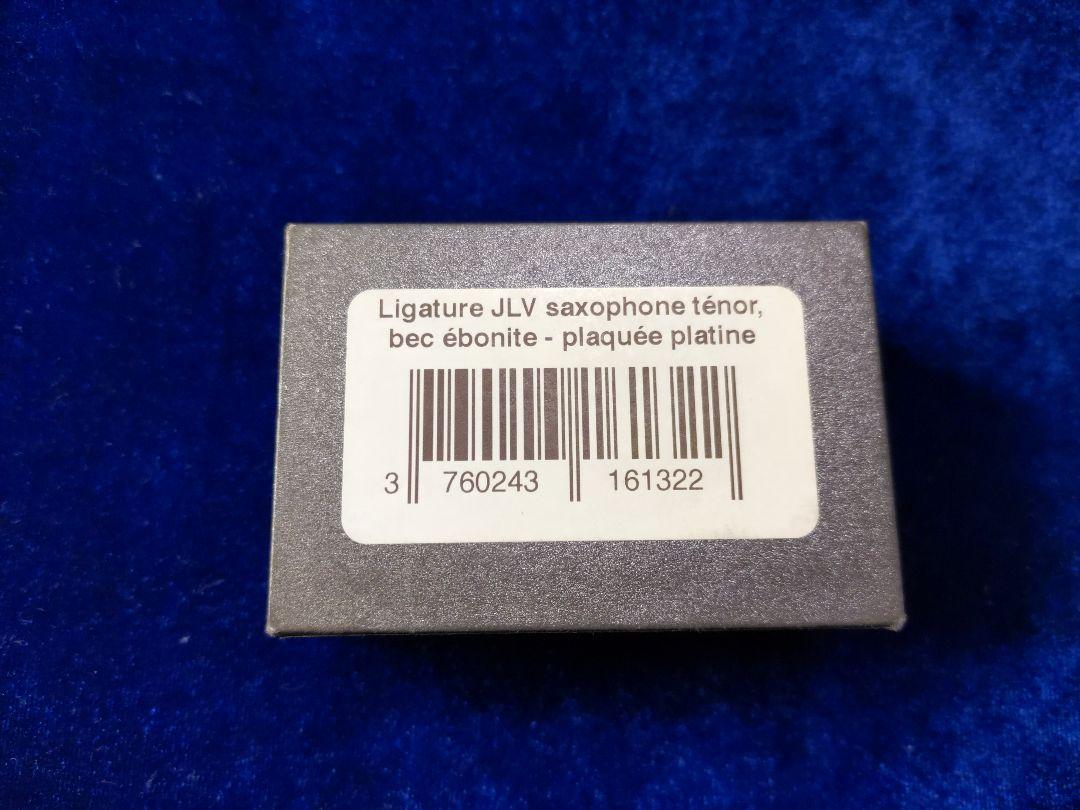 Ligature JLV saxophone ténor,
bec ébonite - plaquée platine
3 760243 161322